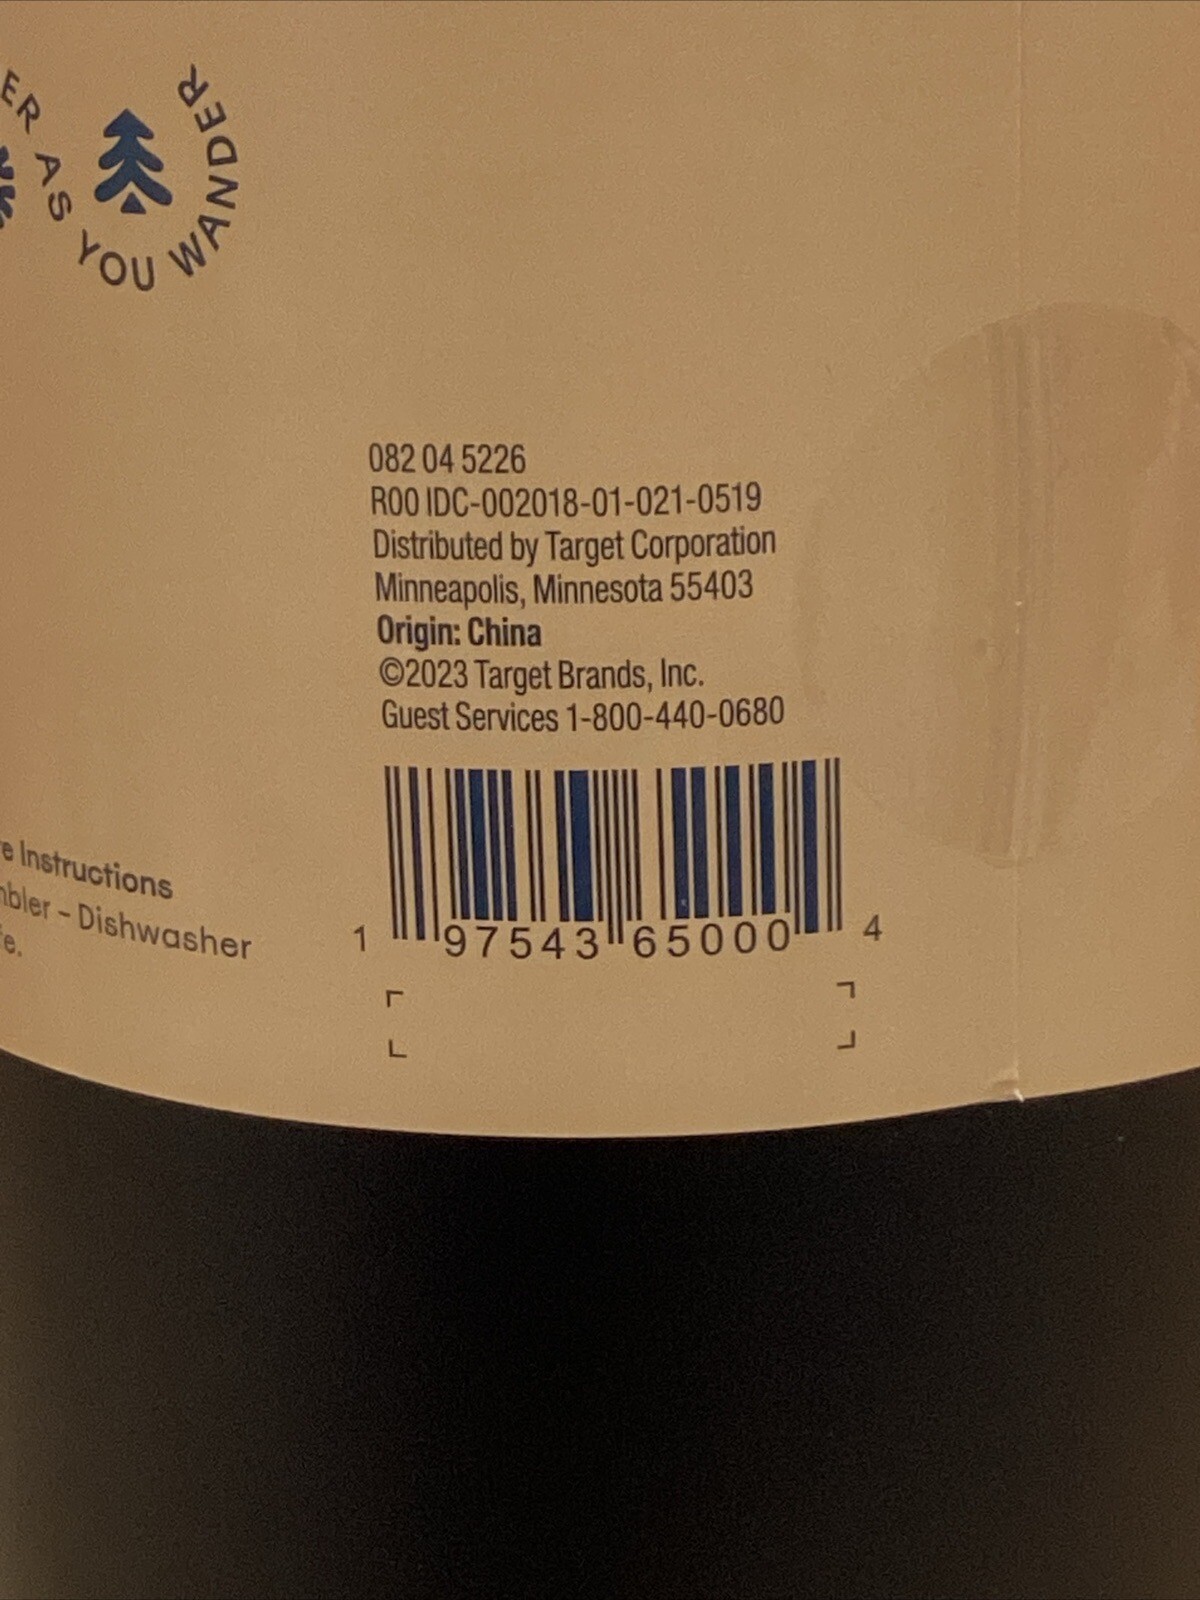 ER AS YOU WANDER
082 04 5226
R00 IDC-002018-01-021-0519
Distributed by Target Corporation
Minneapolis, Minnesota 55403
Origin: China
©2023 Target Brands, Inc.
Guest Services 1-800-440-0680
1 97543 65000 4
e Instructions
mbler – Dishwasher
fe.